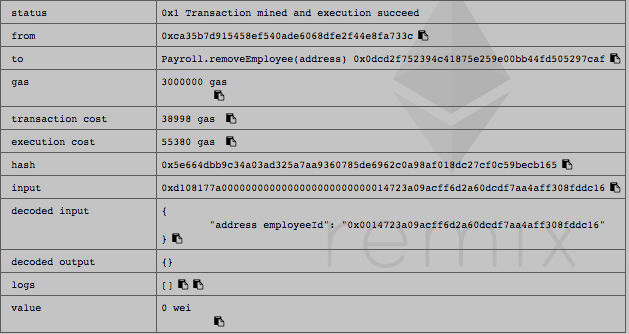 status 0x1 Transaction mined and execution succeed
from 0xca35b7d915458ef540ade6068dfe2f44e8fa733c
to Payroll.removeEmployee(address) 0x0dcd2f752394c41875e259e00bb44fd505297caf
gas 3000000 gas
transaction cost 38998 gas
execution cost 55380 gas
hash 0x5e664dbb9c34a03ad325a7aa9360785de6962c0a98af018dc27cf0c59becb165
input 0xd108177a0000000000000000000000000014723a09acff6d2a60dcdf7aa4aff308fddc16
decoded input {
"address employeeId": "0x0014723a09acff6d2a60dcdf7aa4aff308fddc16"
}
decoded output {}
logs []
value 0 wei
remix